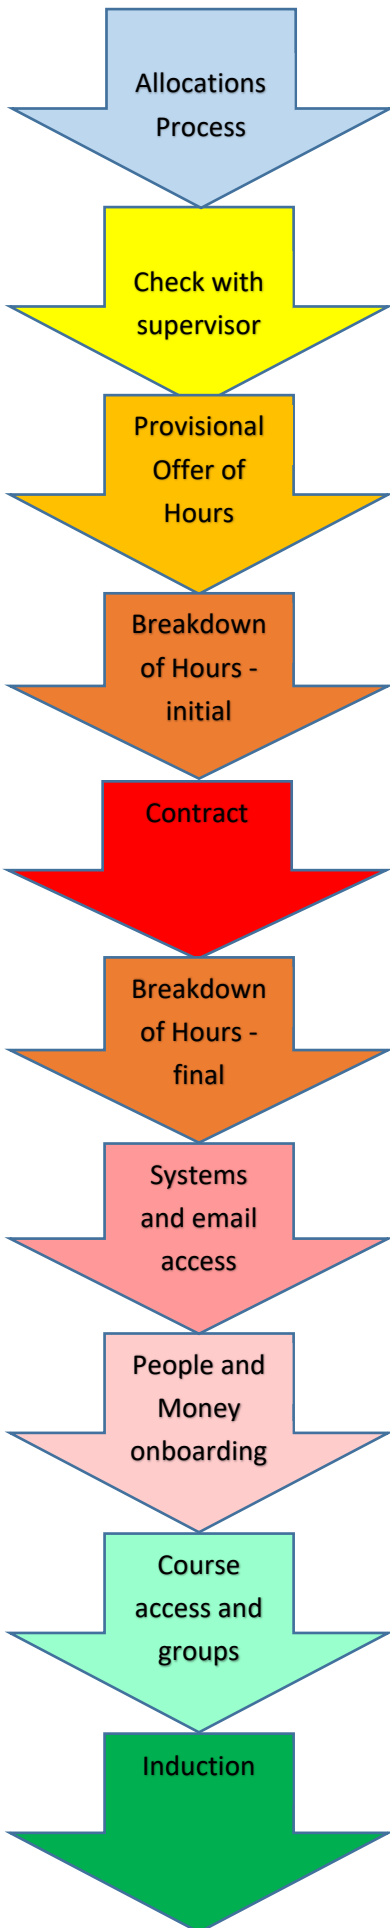 Allocations
Process
Check with
supervisor
Provisional
Offer of
Hours
Breakdown
of Hours -
initial
Contract
Breakdown
of Hours -
final
Systems
and email
access
People and
Money
onboarding
Course
access and
groups
Induction